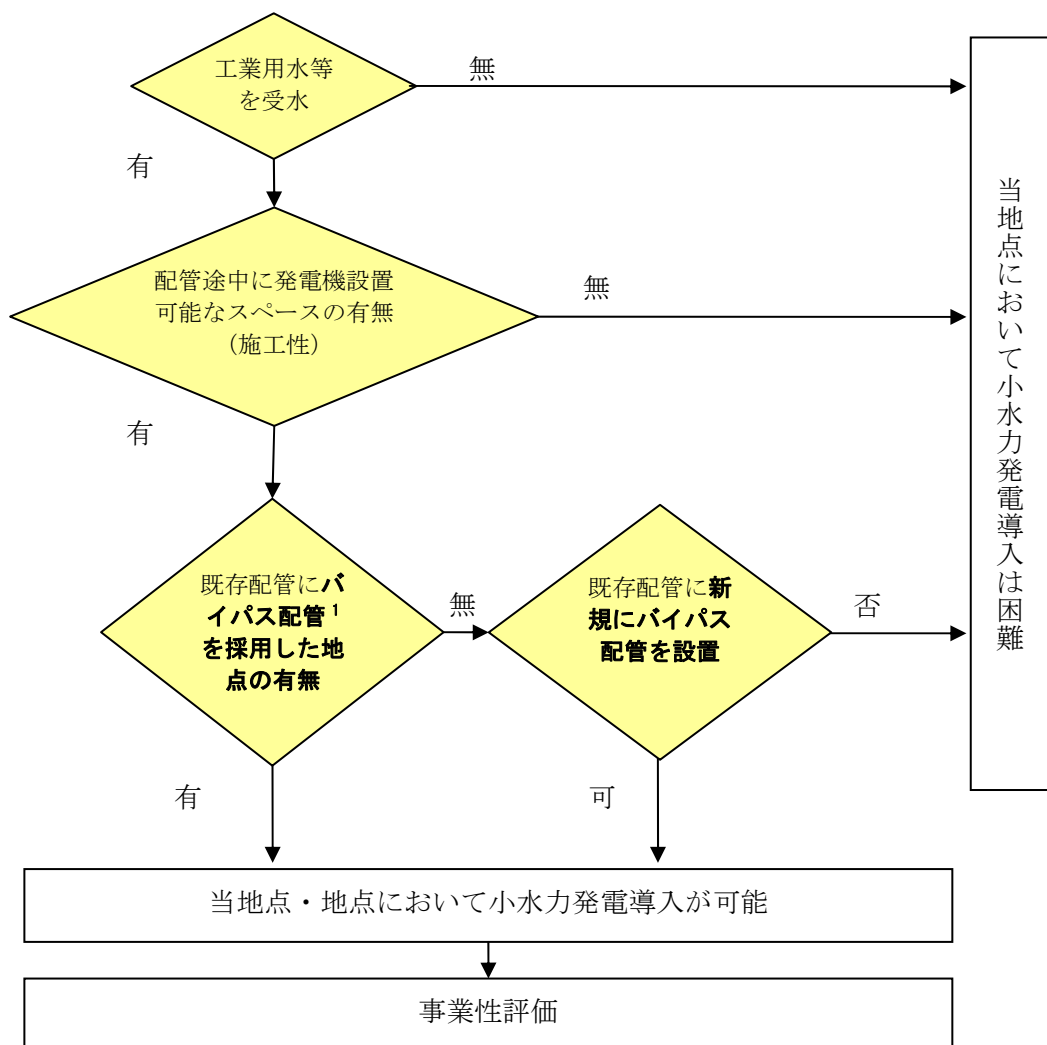 工業用水等
を受水
無
有
配管途中に発電機設置
可能なスペースの有無
(施工性)
無
有
既存配管にバ
イパス配管1
を採用した地
点の有無
無
既存配管に新
規にバイパス
配管を設置
否
有
可
当地点において小水力発電導入は困難
当地点・地点において小水力発電導入が可能
事業性評価